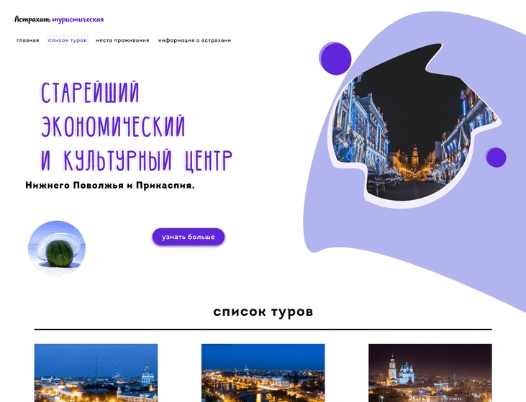 Астрахань туристическая
главная список туров места проживания информация о астрахани
СТАРЕЙШИЙ
ЭКОНОМИЧЕСКИЙ
И КУЛЬТУРНЫЙ ЦЕНТР
Нижнего Поволжья и Прикаспия.
узнать больше
список туров